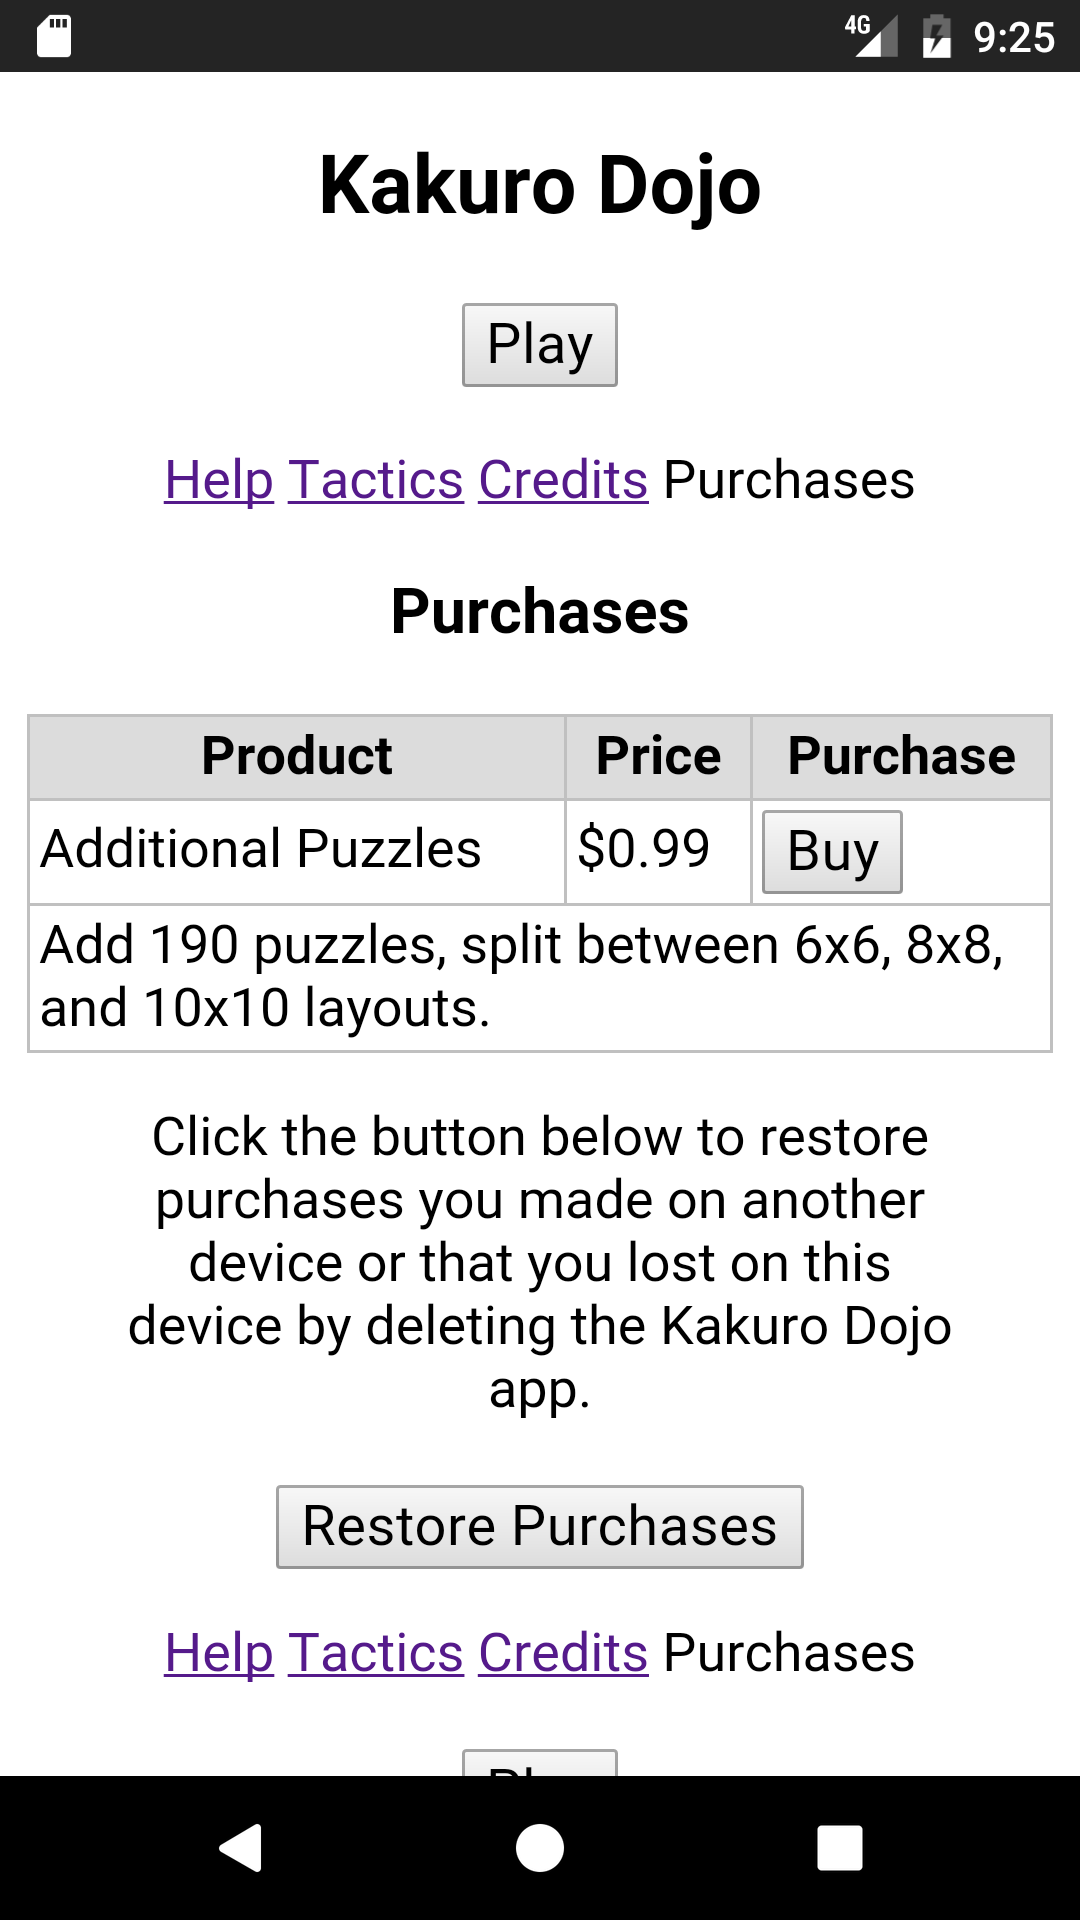 4G 9:25
Kakuro Dojo
Play
Help Tactics Credits Purchases
Purchases
Product Price Purchase
Additional Puzzles $0.99 Buy
Add 190 puzzles, split between 6x6, 8x8,
and 10x10 layouts.
Click the button below to restore
purchases you made on another
device or that you lost on this
device by deleting the Kakuro Dojo
app.
Restore Purchases
Help Tactics Credits Purchases